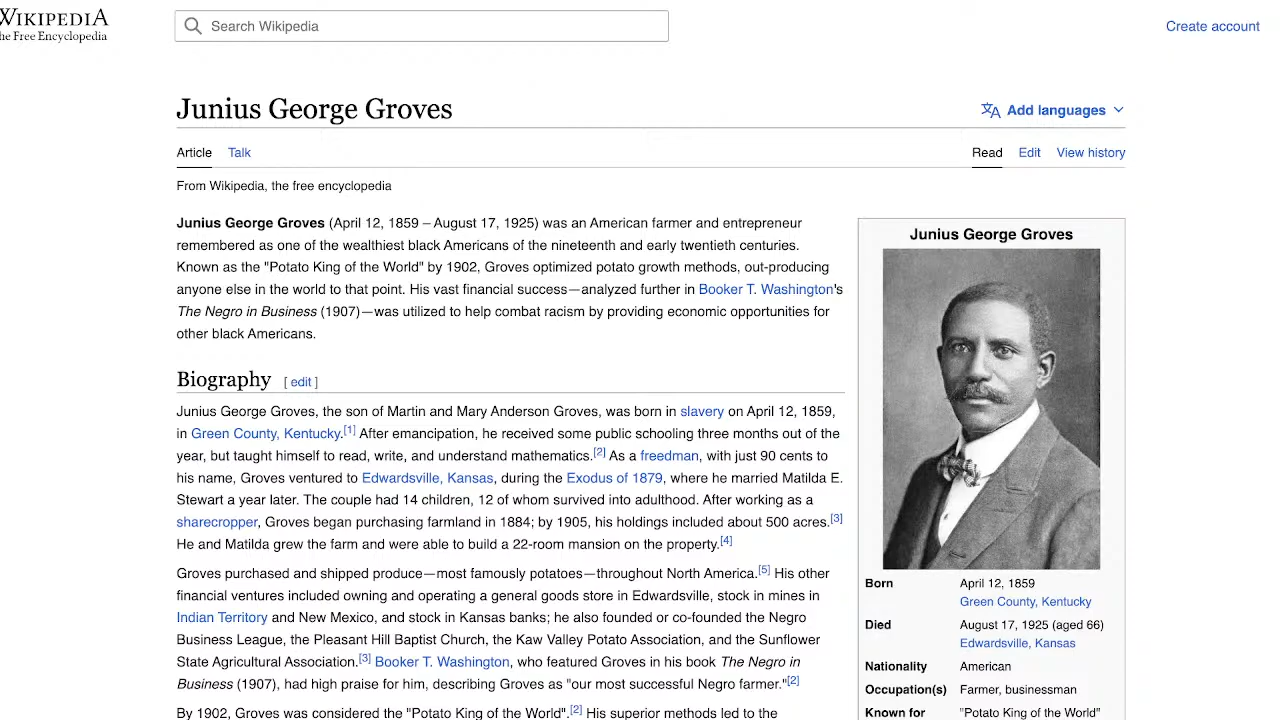 WIKIPEDIA
he Free Encyclopedia
Search Wikipedia
Create account
Junius George Groves
Add languages
Article Talk
Read Edit View history
From Wikipedia, the free encyclopedia
Junius George Groves (April 12, 1859 – August 17, 1925) was an American farmer and entrepreneur
remembered as one of the wealthiest black Americans of the nineteenth and early twentieth centuries.
Known as the "Potato King of the World" by 1902, Groves optimized potato growth methods, out-producing
anyone else in the world to that point. His vast financial success—analyzed further in Booker T. Washington's
The Negro in Business (1907)—was utilized to help combat racism by providing economic opportunities for
other black Americans.
Biography [ edit ]
Junius George Groves, the son of Martin and Mary Anderson Groves, was born in slavery on April 12, 1859,
in Green County, Kentucky.[1] After emancipation, he received some public schooling three months out of the
year, but taught himself to read, write, and understand mathematics.[2] As a freedman, with just 90 cents to
his name, Groves ventured to Edwardsville, Kansas, during the Exodus of 1879, where he married Matilda E.
Stewart a year later. The couple had 14 children, 12 of whom survived into adulthood. After working as a
sharecropper, Groves began purchasing farmland in 1884; by 1905, his holdings included about 500 acres.[3]
He and Matilda grew the farm and were able to build a 22-room mansion on the property.[4]
Groves purchased and shipped produce—most famously potatoes—throughout North America.[5] His other
financial ventures included owning and operating a general goods store in Edwardsville, stock in mines in
Indian Territory and New Mexico, and stock in Kansas banks; he also founded or co-founded the Negro
Business League, the Pleasant Hill Baptist Church, the Kaw Valley Potato Association, and the Sunflower
State Agricultural Association.[3] Booker T. Washington, who featured Groves in his book The Negro in
Business (1907), had high praise for him, describing Groves as "our most successful Negro farmer."[2]
By 1902, Groves was considered the "Potato King of the World".[2] His superior methods led to the
Junius George Groves
Born April 12, 1859
Green County, Kentucky
Died August 17, 1925 (aged 66)
Edwardsville, Kansas
Nationality American
Occupation(s) Farmer, businessman
Known for "Potato King of the World"